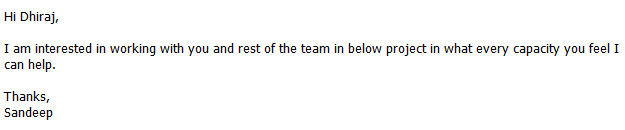 Hi Dhiraj,
I am interested in working with you and rest of the team in below project in what every capacity you feel I
can help.
Thanks,
Sandeep